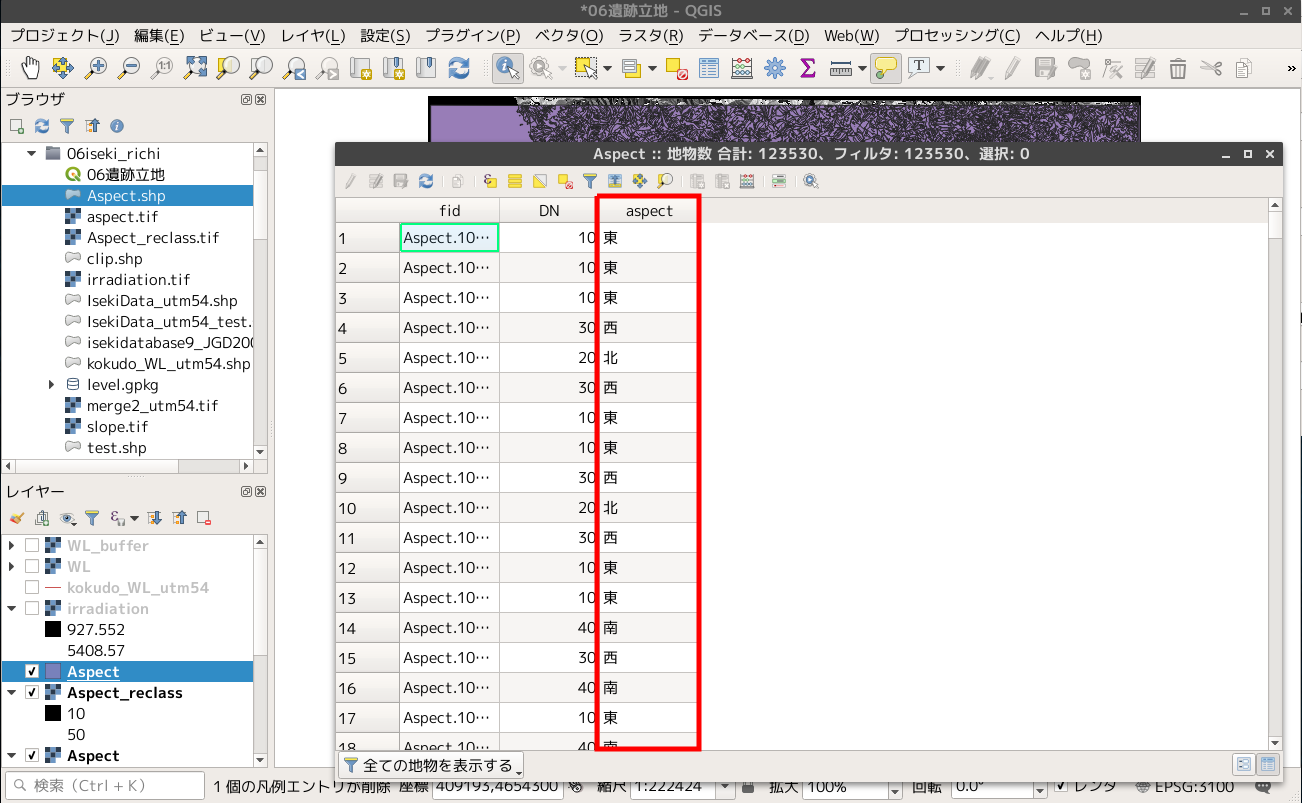 *06遺跡立地 - QGIS
プロジェクト(J) 編集(E) ビュー(V) レイヤ(L) 設定(S) プラグイン(P) ベクタ(O) ラスタ(R) データベース(D) Web(W) プロセッシング(C) ヘルプ(H)
ブラウザ
06iseki_richi
06遺跡立地
Aspect.shp
aspect.tif
Aspect_reclass.tif
clip.shp
irradiation.tif
IsekiData_utm54.shp
IsekiData_utm54_test.
isekidatabase9_JGD200
kokudo_WL_utm54.shp
level.gpkg
merge2_utm54.tif
slope.tif
test.shp
レイヤー
WL_buffer
WL
kokudo_WL_utm54
irradiation
927.552
5408.57
Aspect
Aspect_reclass
10
50
Aspect
Aspect :: 地物数 合計: 123530、フィルタ: 123530、選択: 0
fid DN aspect
1 Aspect.10… 10 東
2 Aspect.10… 10 東
3 Aspect.10… 10 東
4 Aspect.10… 30 西
5 Aspect.10… 20 北
6 Aspect.10… 30 西
7 Aspect.10… 10 東
8 Aspect.10… 10 東
9 Aspect.10… 30 西
10 Aspect.10… 20 北
11 Aspect.10… 30 西
12 Aspect.10… 10 東
13 Aspect.10… 10 東
14 Aspect.10… 40 南
15 Aspect.10… 30 西
16 Aspect.10… 40 南
17 Aspect.10… 10 東
18 Aspect.10… 40 南
全ての地物を表示する
検索 (Ctrl + K) 1 個の凡例エントリが削除 座標 409193,4654300 縮尺 1:222424 拡大 100% 回転 0.0° レンダ EPSG:3100